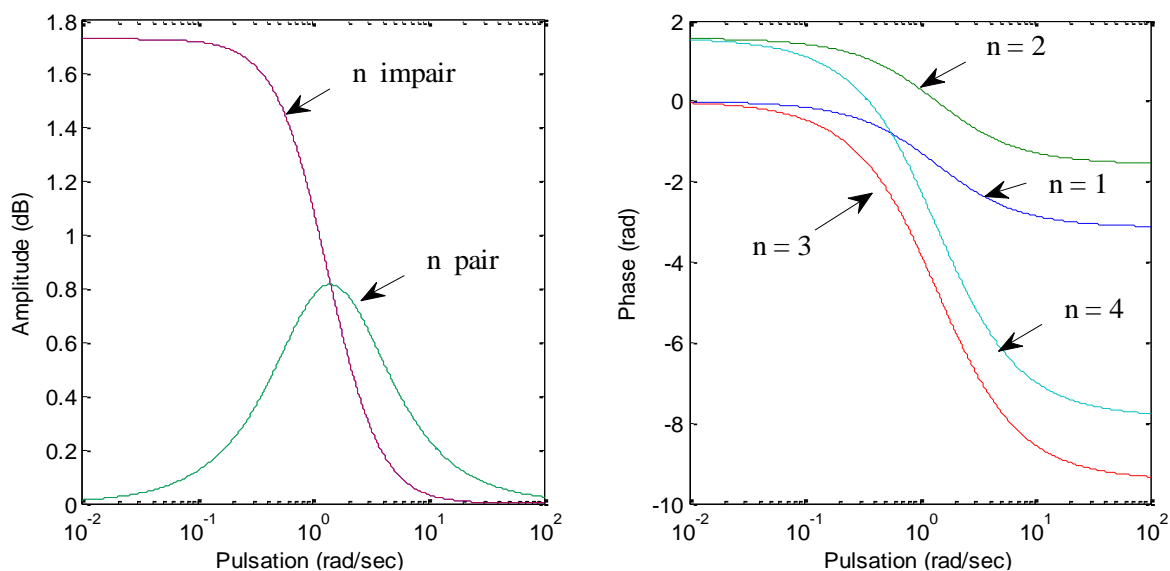 1.8
1.6
1.4
1.2
1
0.8
0.6
0.4
0.2
0
Amplitude (dB)
n impair
n pair
10^-2
10^-1
10^0
10^1
10^2
Pulsation (rad/sec)
2
0
-2
-4
-6
-8
-10
Phase (rad)
n = 2
n = 1
n = 3
n = 4
10^-2
10^-1
10^0
10^1
10^2
Pulsation (rad/sec)